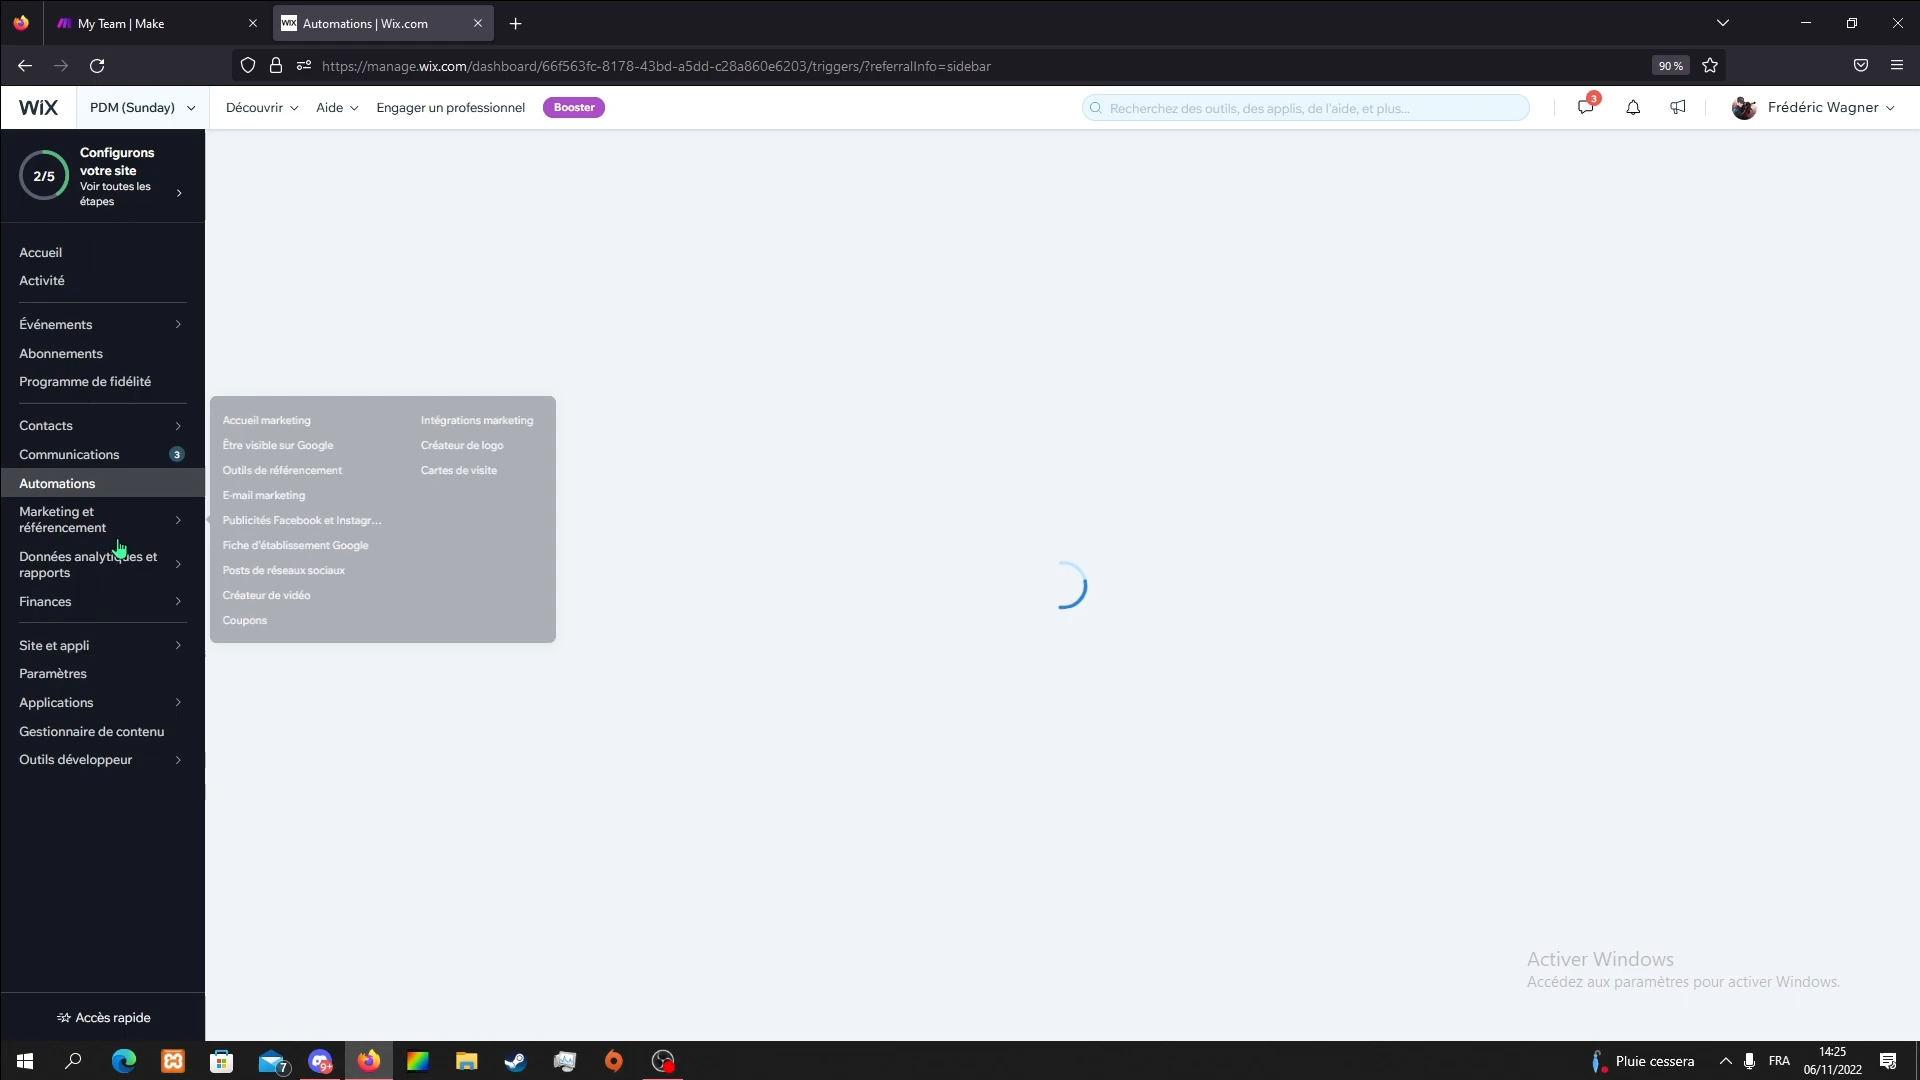 My Team | Make
WiX
Automations | Wix.com
https://manage.wix.com/dashboard/66f563fc-8178-43bd-a5dd-c28a860e6203/triggers/?referralInfo=sidebar
90 %
WiX
PDM (Sunday)
Découvrir
Aide
Engager un professionnel
Booster
Recherchez des outils, des applis, de l'aide, et plus...
3
Frédéric Wagner
2/5
Configurons
votre site
Voir toutes les
étapes
Accueil
Activité
Événements
Abonnements
Programme de fidélité
Contacts
Communications
3
Automations
Marketing et
référencement
Données analytiques et
rapports
Finances
Site et appli
Paramètres
Applications
Gestionnaire de contenu
Outils développeur
Accès rapide
Accueil marketing
Être visible sur Google
Outils de référencement
E-mail marketing
Publicités Facebook et Instagr...
Fiche d'établissement Google
Posts de réseaux sociaux
Créateur de vidéo
Coupons
Intégrations marketing
Créateur de logo
Cartes de visite
Activer Windows
Accédez aux paramètres pour activer Windows.
7
9+
Pluie cessera
FRA
14:25
06/11/2022